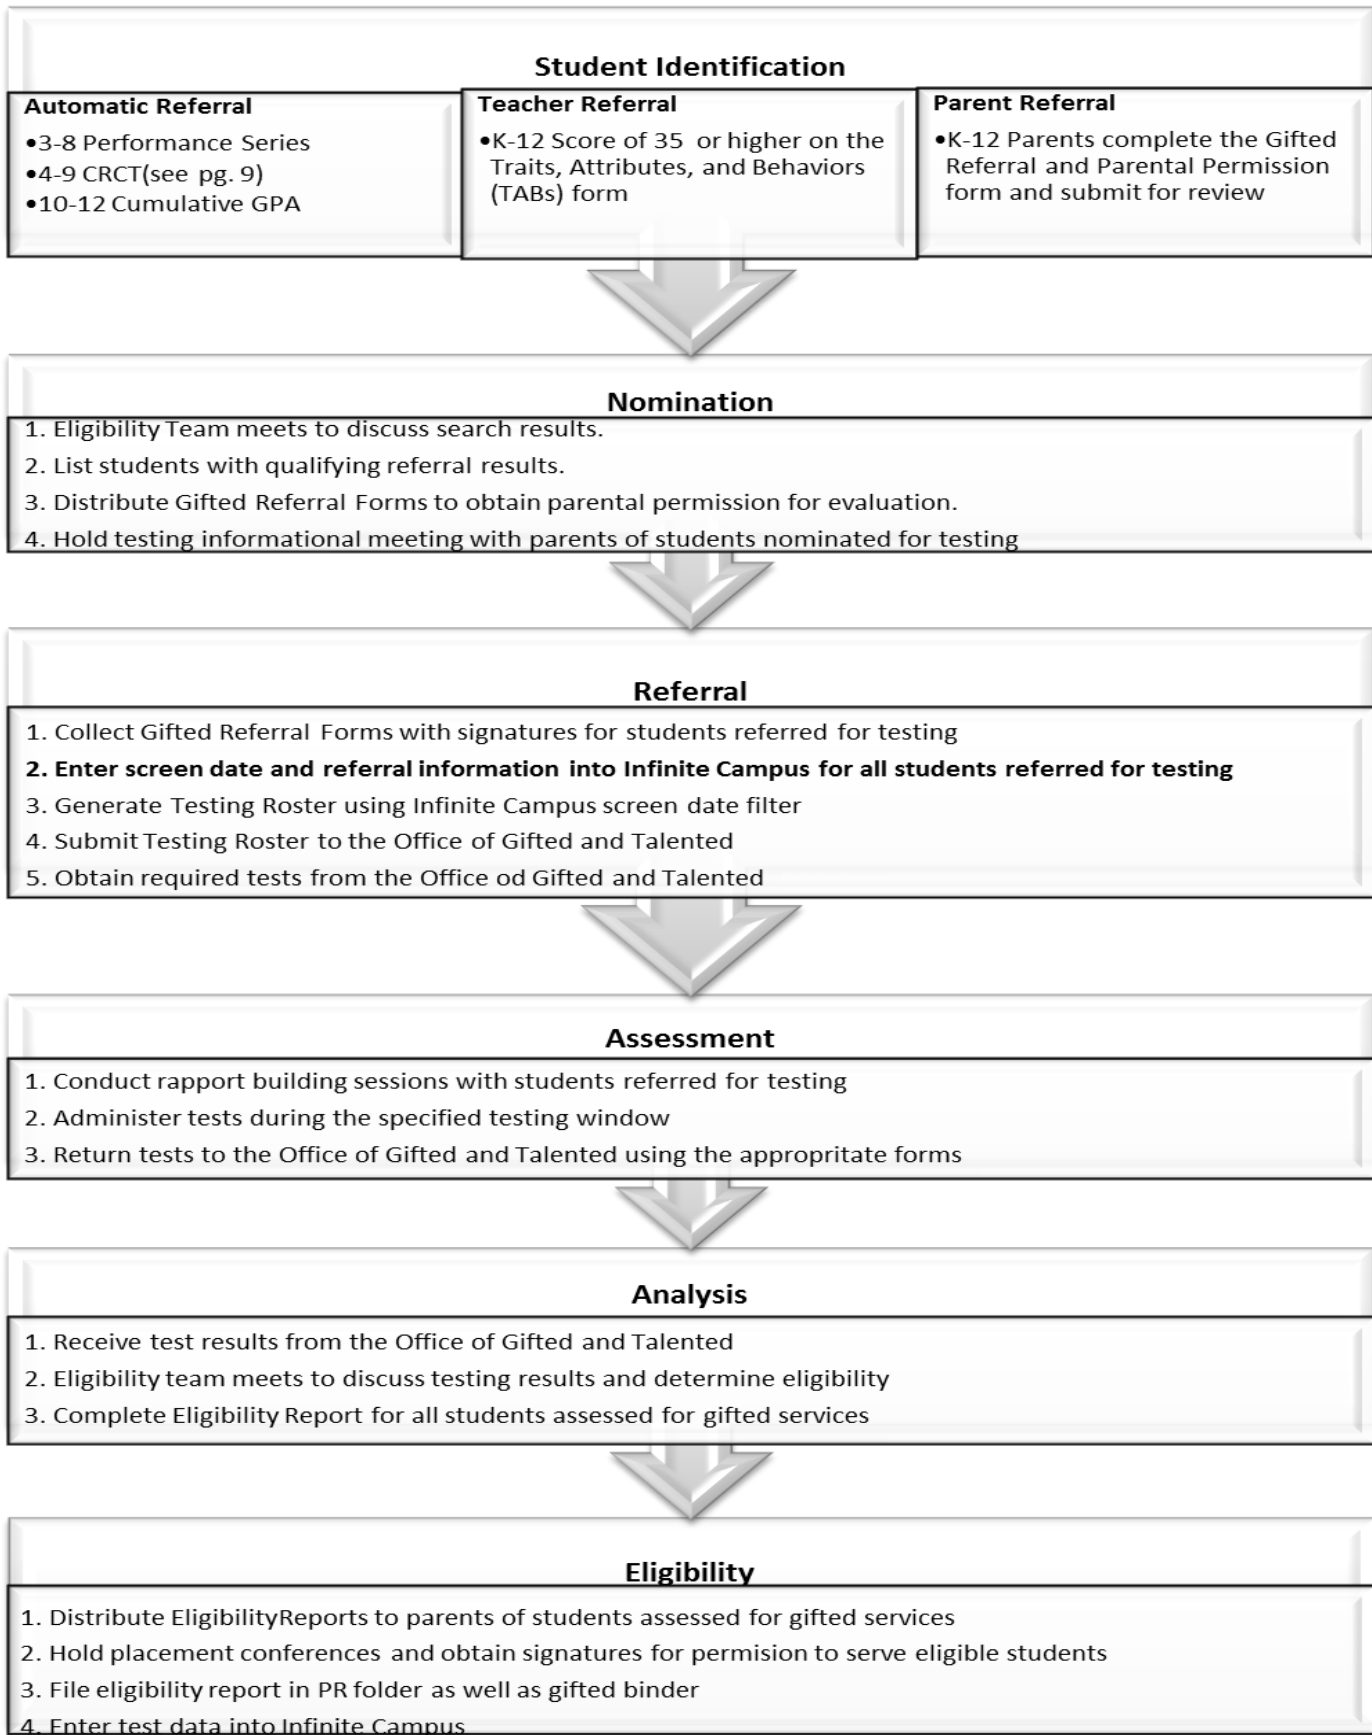 Student Identification
Automatic Referral
•3-8 Performance Series
•4-9 CRCT(see pg. 9)
•10-12 Cumulative GPA
Teacher Referral
•K-12 Score of 35 or higher on the
Traits, Attributes, and Behaviors
(TABs) form
Parent Referral
•K-12 Parents complete the Gifted
Referral and Parental Permission
form and submit for review
Nomination
1. Eligibility Team meets to discuss search results.
2. List students with qualifying referral results.
3. Distribute Gifted Referral Forms to obtain parental permission for evaluation.
4. Hold testing informational meeting with parents of students nominated for testing
Referral
1. Collect Gifted Referral Forms with signatures for students referred for testing
2. Enter screen date and referral information into Infinite Campus for all students referred for testing
3. Generate Testing Roster using Infinite Campus screen date filter
4. Submit Testing Roster to the Office of Gifted and Talented
5. Obtain required tests from the Office od Gifted and Talented
Assessment
1. Conduct rapport building sessions with students referred for testing
2. Administer tests during the specified testing window
3. Return tests to the Office of Gifted and Talented using the appropritate forms
Analysis
1. Receive test results from the Office of Gifted and Talented
2. Eligibility team meets to discuss testing results and determine eligibility
3. Complete Eligibility Report for all students assessed for gifted services
Eligibility
1. Distribute EligibilityReports to parents of students assessed for gifted services
2. Hold placement conferences and obtain signatures for permision to serve eligible students
3. File eligibility report in PR folder as well as gifted binder
4. Enter test data into Infinite Campus